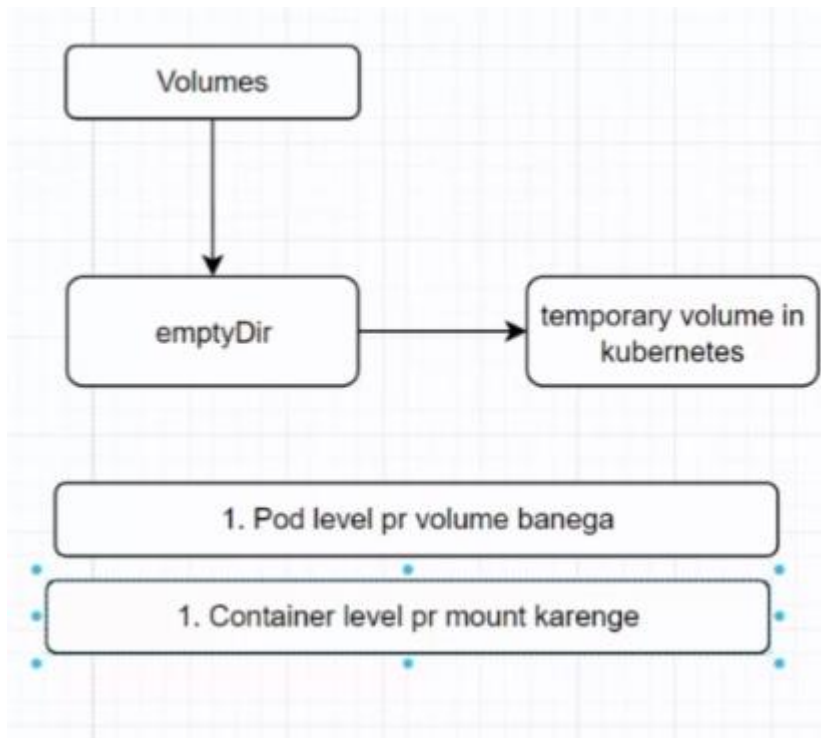 Volumes
emptyDir
temporary volume in
kubernetes
1. Pod level pr volume banega
1. Container level pr mount karenge